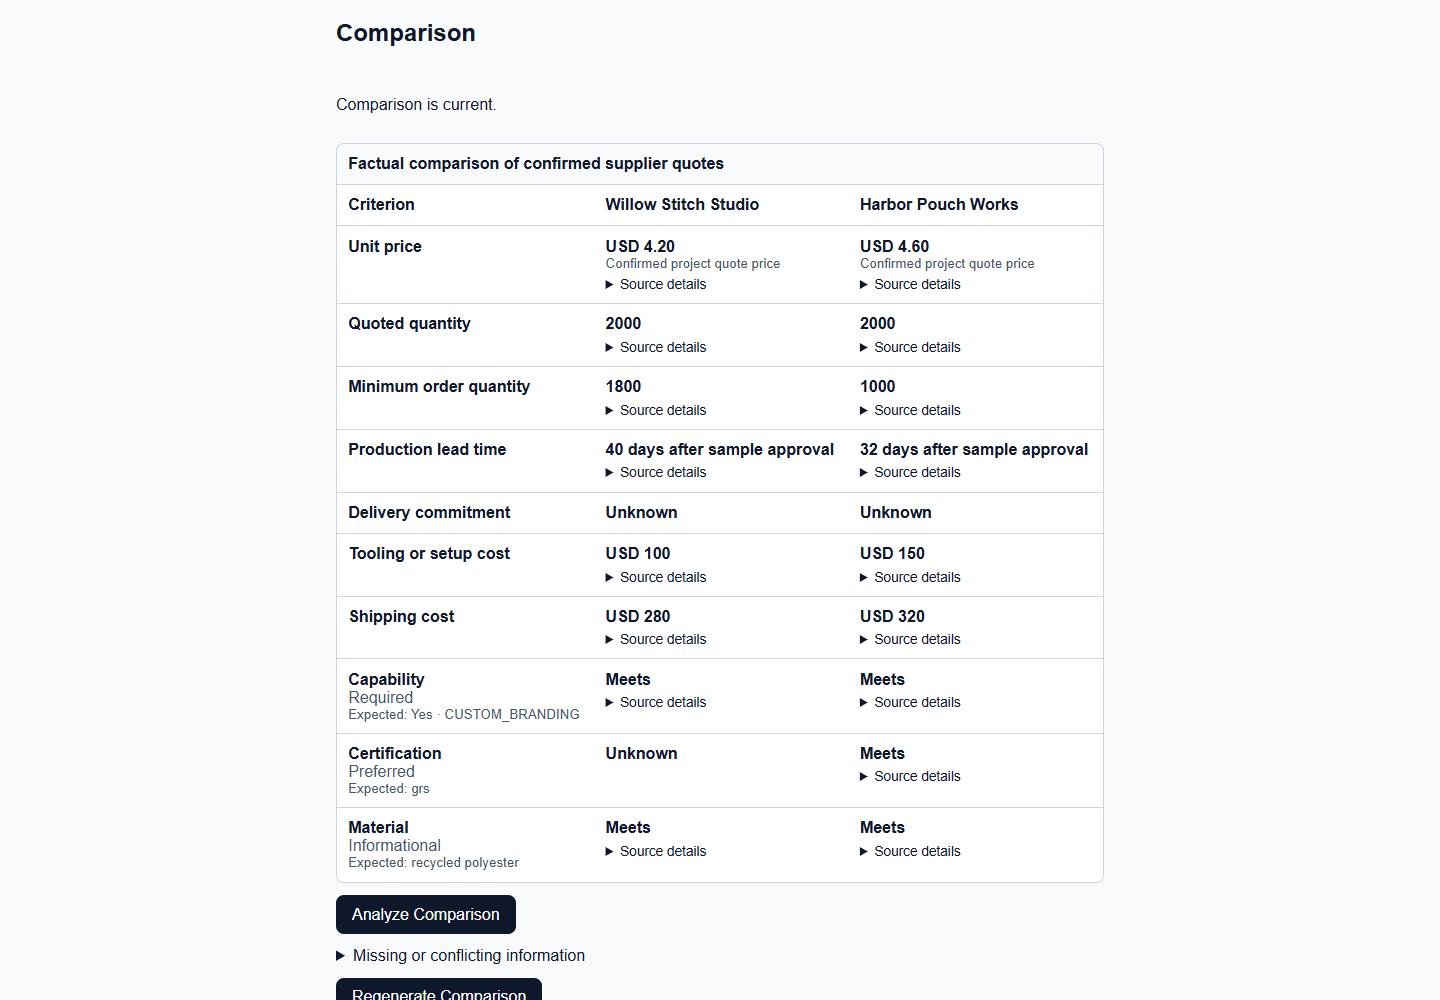 Comparison
Comparison is current.
Factual comparison of confirmed supplier quotes
Criterion Willow Stitch Studio Harbor Pouch Works
Unit price USD 4.20 USD 4.60
Confirmed project quote price Confirmed project quote price
Source details Source details
Quoted quantity 2000 2000
Source details Source details
Minimum order quantity 1800 1000
Source details Source details
Production lead time 40 days after sample approval 32 days after sample approval
Source details Source details
Delivery commitment Unknown Unknown
Tooling or setup cost USD 100 USD 150
Source details Source details
Shipping cost USD 280 USD 320
Source details Source details
Capability Meets Meets
Required Source details Source details
Expected: Yes · CUSTOM_BRANDING
Certification Unknown Meets
Preferred Source details
Expected: grs
Material Meets Meets
Informational Source details Source details
Expected: recycled polyester
Analyze Comparison
Missing or conflicting information
Regenerate Comparison